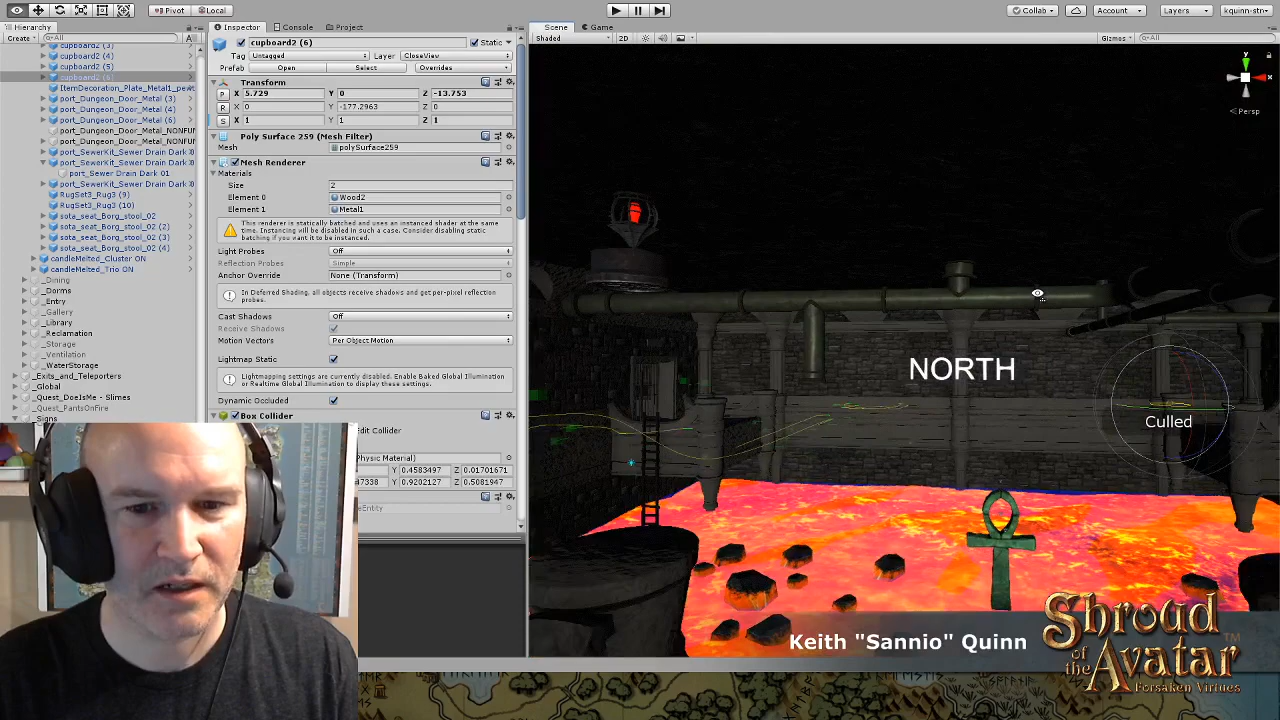 Pivot
Local
Collab
Account
Layers
kquinn-stn
Hierarchy
Create
All
cupboard2 (3)
cupboard2 (4)
cupboard2 (5)
cupboard2 (6)
ItemDecoration_Plate_Metal1_pewt
port_Dungeon_Door_Metal (3)
port_Dungeon_Door_Metal (4)
port_Dungeon_Door_Metal (6)
port_Dungeon_Door_Metal_NONFUN
port_Dungeon_Door_Metal_NONFUN
port_SewerKit_Sewer Drain Dark
port_SewerKit_Sewer Drain Dark
port_Sewer Drain Dark 01
port_SewerKit_Sewer Drain Dark
RugSet3_Rug3 (9)
RugSet3_Rug3 (10)
sota_seat_Borg_stool_02
sota_seat_Borg_stool_02 (2)
sota_seat_Borg_stool_02 (3)
sota_seat_Borg_stool_02 (4)
candleMelted_Cluster ON
candleMelted_Trio ON
_Dining
_Dorms
_Entry
_Gallery
_Library
_Reclamation
_Storage
_Ventilation
_WaterStorage
_Exits_and_Teleporters
_Global
_Quest_DoeIsMe - Slimes
_Quest_PantsOnFire
_Signs
Inspector
Console
Project
cupboard2 (6)
Static
Tag
Untagged
Layer
CloseView
Prefab
Open
Select
Overrides
Transform
P X 5.729 Y 0 Z -13.753
R X 0 Y -177.2963 Z 0
S X 1 Y 1 Z 1
Poly Surface 259 (Mesh Filter)
Mesh
polySurface259
Mesh Renderer
Materials
Size
2
Element 0
Wood2
Element 1
Metal1
This renderer is statically batched and uses an instanced shader at the same
time. Instancing will be disabled in such a case. Consider disabling static
batching if you want it to be instanced.
Light Probes
Off
Reflection Probes
Simple
Anchor Override
None (Transform)
In Deferred Shading, all objects receive shadows and get per-pixel reflection
probes.
Cast Shadows
Off
Receive Shadows
Motion Vectors
Per Object Motion
Lightmap Static
Lightmapping settings are currently disabled. Enable Baked Global Illumination
or Realtime Global Illumination to display these settings.
Dynamic Occluded
Box Collider
Edit Collider
Physic Material)
Y 0.4583497 Z 0.01701671
7338 Y 0.9202127 Z 0.5081947
Entity
Scene
Game
Shaded
2D
Gizmos
All
y
x
Persp
NORTH
Culled
Keith "Sannio" Quinn
Shroud
of the Avatar
TM
Forsaken Virtues